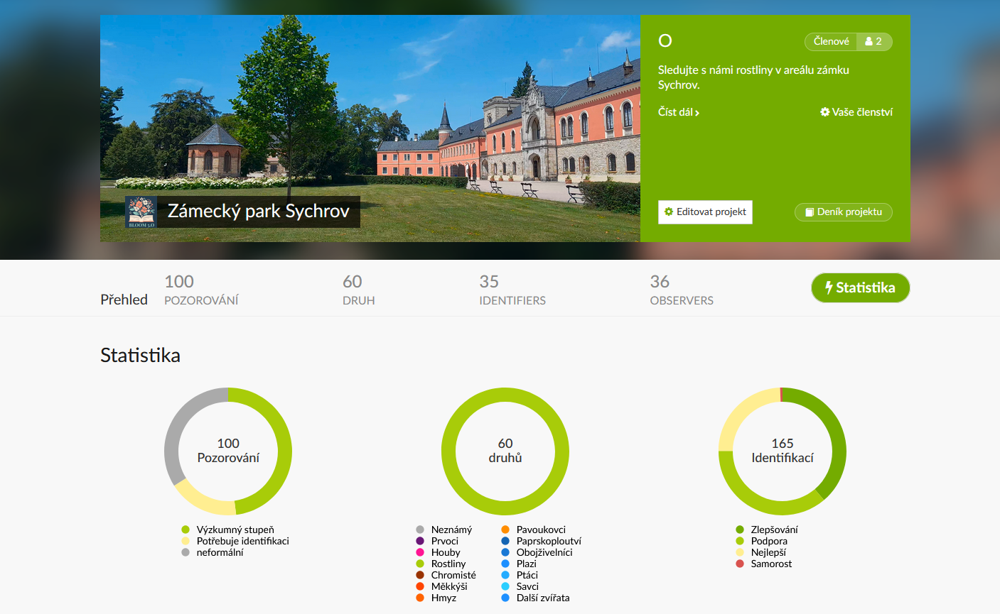 O
Členové 2
Sledujte s námi rostliny v areálu zámku
Sychrov.
Číst dál
Vaše členství
Zámecký park Sychrov
BLOOM 5.0
Editovat projekt
Deník projektu
Přehled
100
POZOROVÁNÍ
60
DRUH
35
IDENTIFIERS
36
OBSERVERS
Statistika
Statistika
100
Pozorování
Výzkumný stupeň
Potřebuje identifikaci
neformální
60
druhů
Neznámý
Prvoci
Houby
Rostliny
Chromisté
Měkkýši
Hmyz
Pavoukovci
Paprskoploutví
Obojživelníci
Plazi
Ptáci
Savci
Další zvířata
165
Identifikací
Zlepšování
Podpora
Nejlepší
Samorost